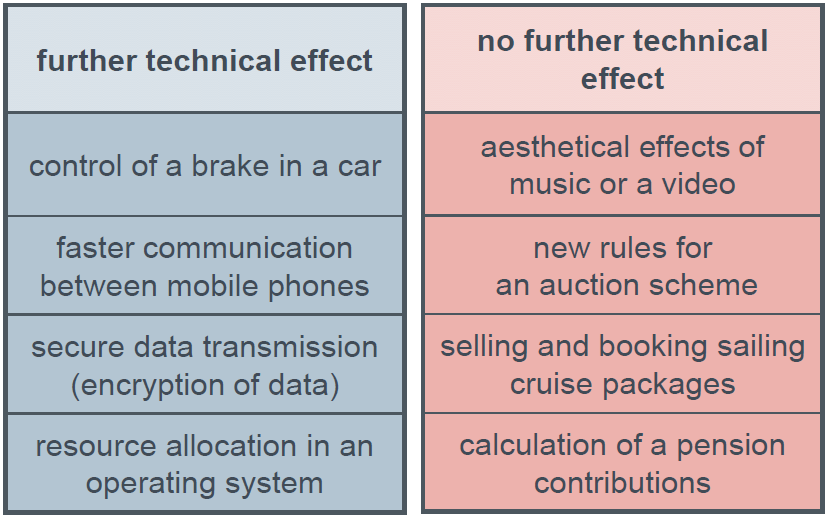 further technical effect
control of a brake in a car
faster communication
between mobile phones
secure data transmission
(encryption of data)
resource allocation in an
operating system
no further technical
effect
aesthetical effects of
music or a video
new rules for
an auction scheme
selling and booking sailing
cruise packages
calculation of a pension
contributions